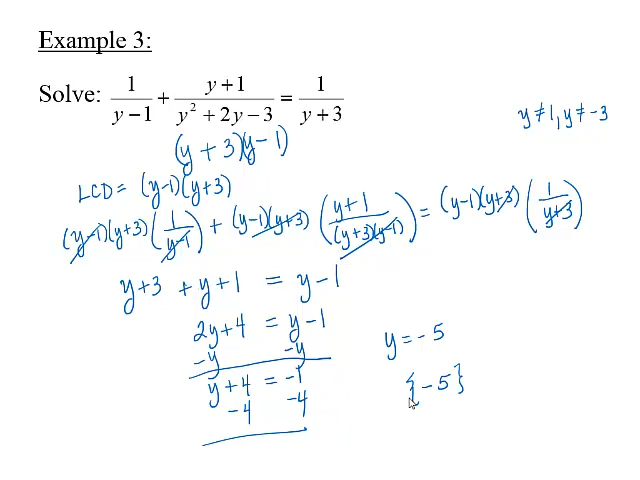 Example 3:
Solve: 1/(y−1) + (y+1)/(y²+2y−3) = 1/(y+3)
y≠1, y≠−3
(y+3)(y−1)
LCD = (y−1)(y+3)
(y−1)(y+3)(1/(y−1)) + (y−1)(y+3)((y+1)/((y+3)(y−1))) = (y−1)(y+3)(1/(y+3))
y+3 + y+1 = y−1
2y+4 = y−1
−y −y
y+4 = −1
−4 −4
y = −5
{−5}